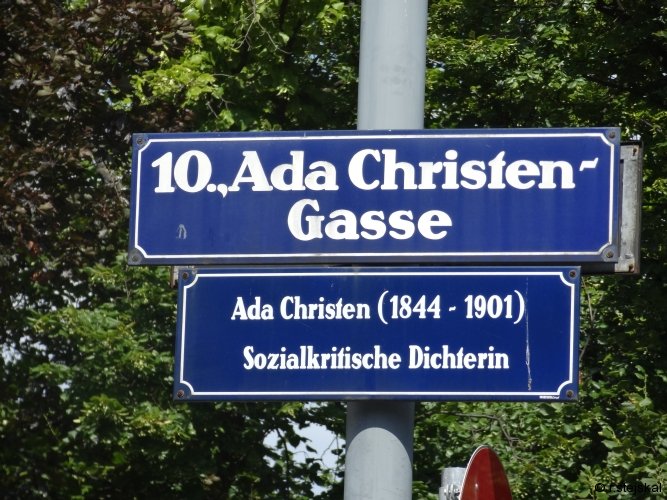 10., Ada Christen-
Gasse
Ada Christen (1844 - 1901)
Sozialkritische Dichterin